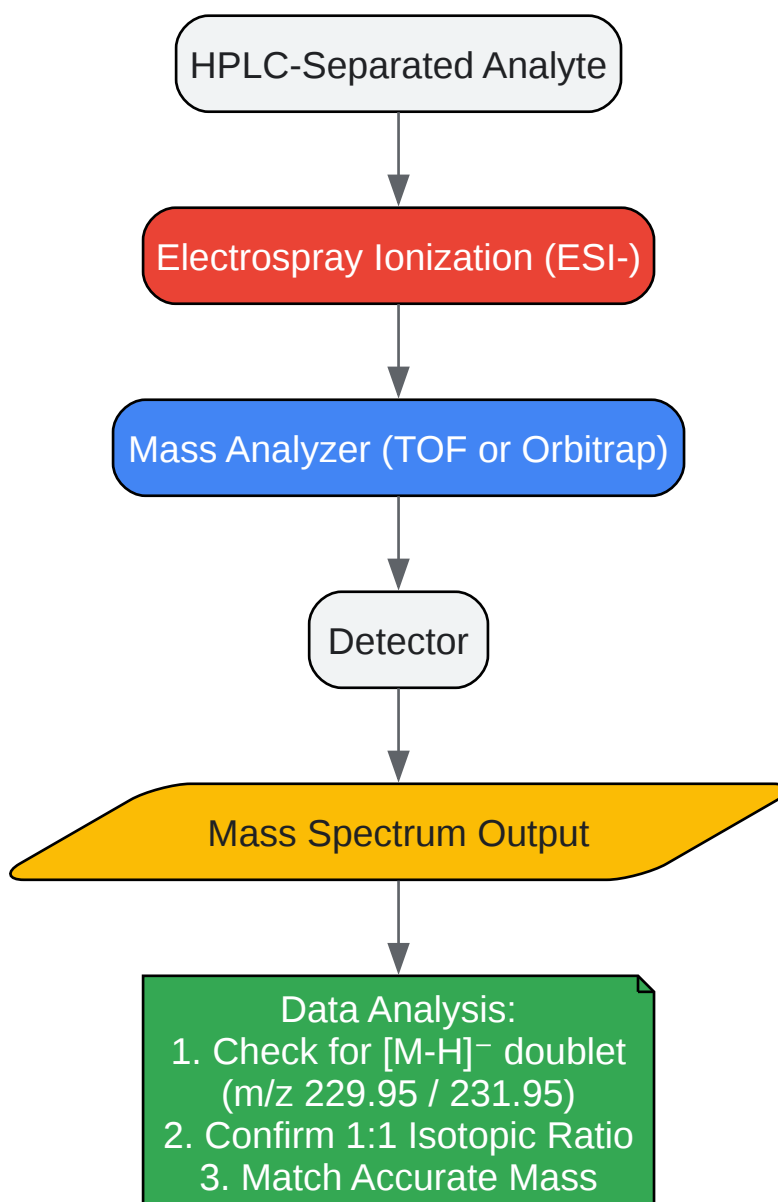 HPLC-Separated Analyte
Electrospray Ionization (ESI-)
Mass Analyzer (TOF or Orbitrap)
Detector
Mass Spectrum Output
Data Analysis:
1. Check for [M-H]⁻ doublet
(m/z 229.95 / 231.95)
2. Confirm 1:1 Isotopic Ratio
3. Match Accurate Mass